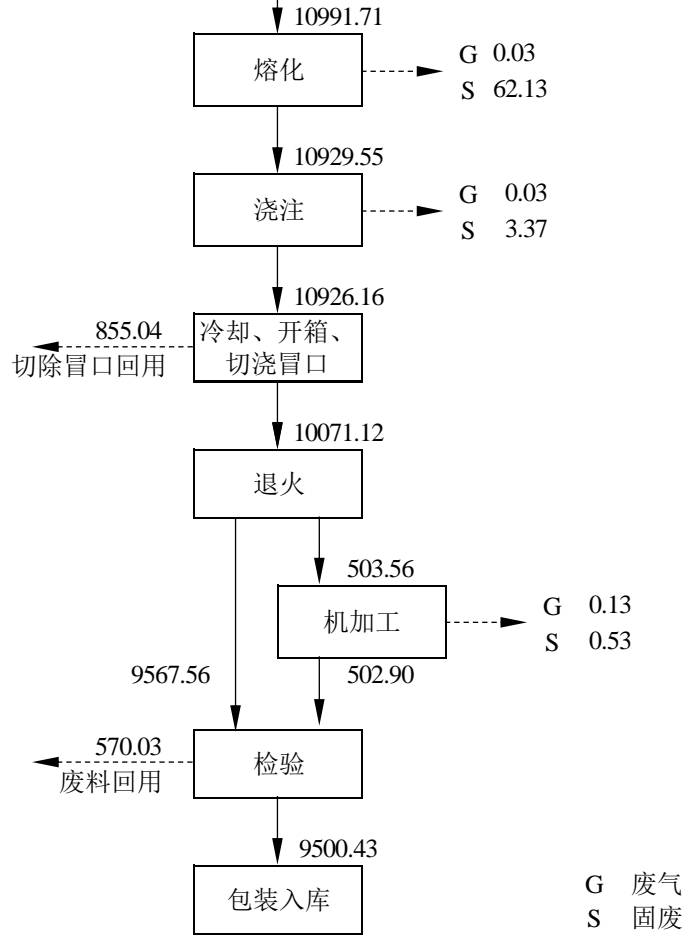 10991.71
熔化
G 0.03
S 62.13
10929.55
浇注
G 0.03
S 3.37
10926.16
855.04
切除冒口回用
冷却、开箱、
切浇冒口
10071.12
退火
503.56
机加工
G 0.13
S 0.53
9567.56
502.90
570.03
废料回用
检验
9500.43
包装入库
G 废气
S 固废